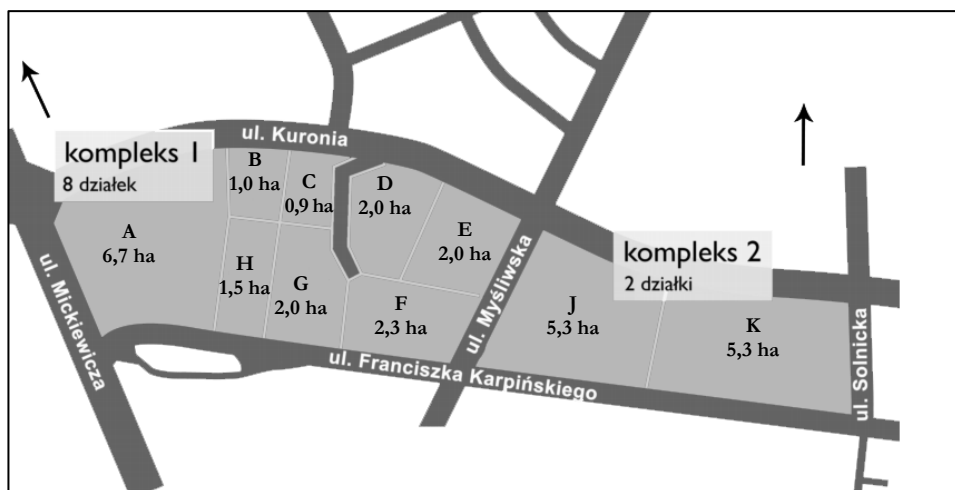 ul. Kuronia
kompleks 1
8 działek
B
1,0 ha
C
0,9 ha
D
2,0 ha
A
6,7 ha
E
2,0 ha
H
1,5 ha
G
2,0 ha
F
2,3 ha
ul. Myśliwska
kompleks 2
2 działki
J
5,3 ha
K
5,3 ha
ul. Mickiewicza
ul. Franciszka Karpińskiego
ul. Solnicka